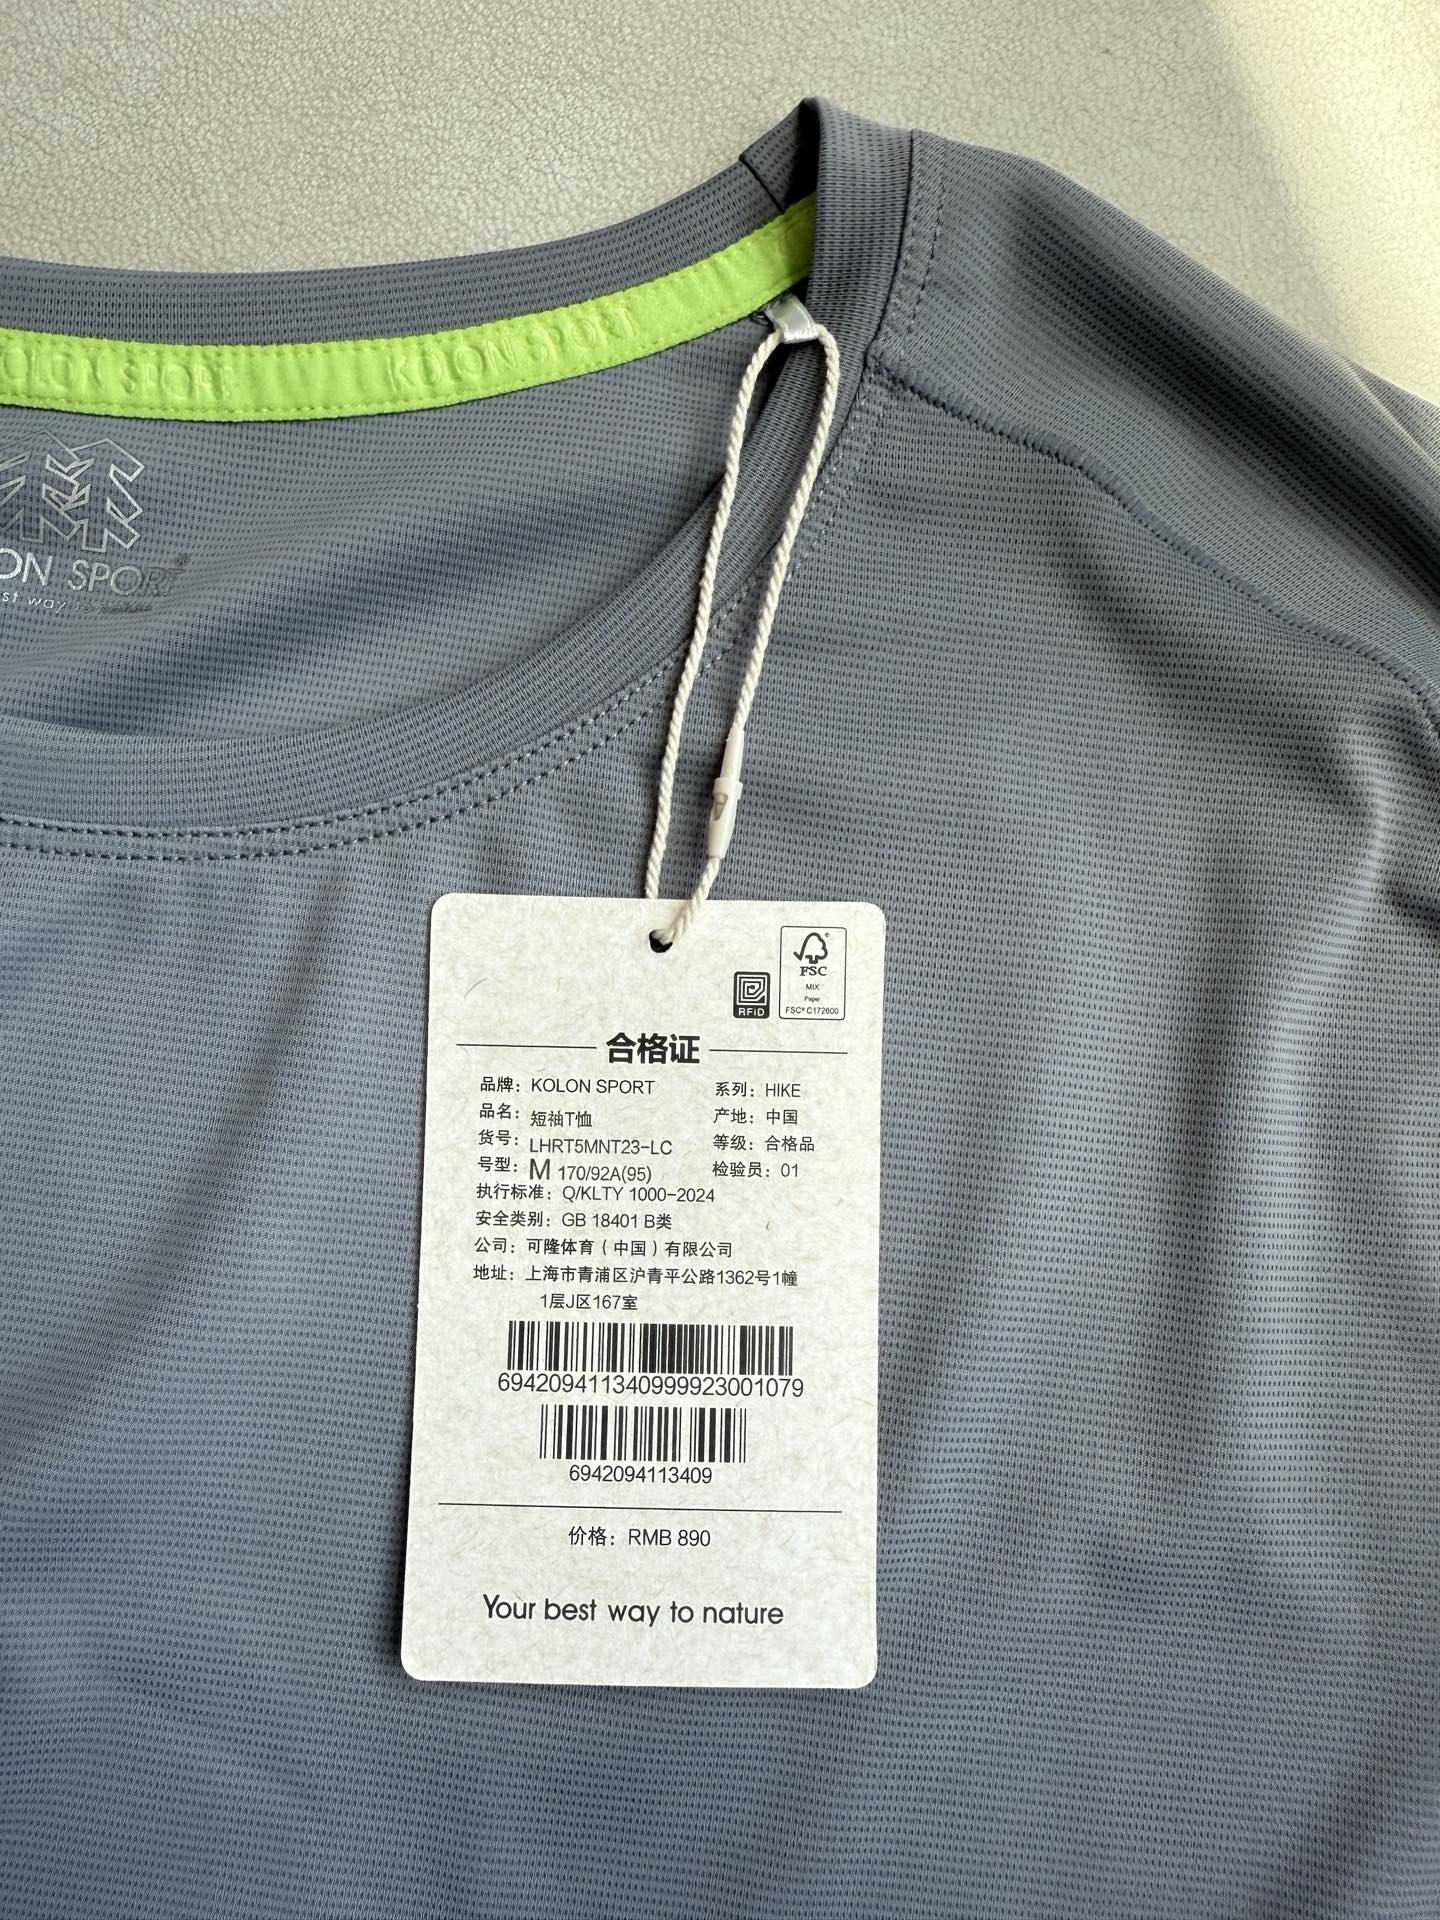 KOLON SPORT
KOLON SPORT
SPORT®
way to nature
RFID
FSC®
MIX
Paper
FSC® C172600
合格证
品牌：KOLON SPORT 系列：HIKE
品名：短袖T恤 产地：中国
货号：LHRT5MNT23-LC 等级：合格品
号型：M 170/92A(95) 检验员：01
执行标准：Q/KLTY 1000-2024
安全类别：GB 18401 B类
公司：可隆体育（中国）有限公司
地址：上海市青浦区沪青平公路1362号1幢
1层J区167室
694209411340999923001079
6942094113409
价格：RMB 890
Your best way to nature